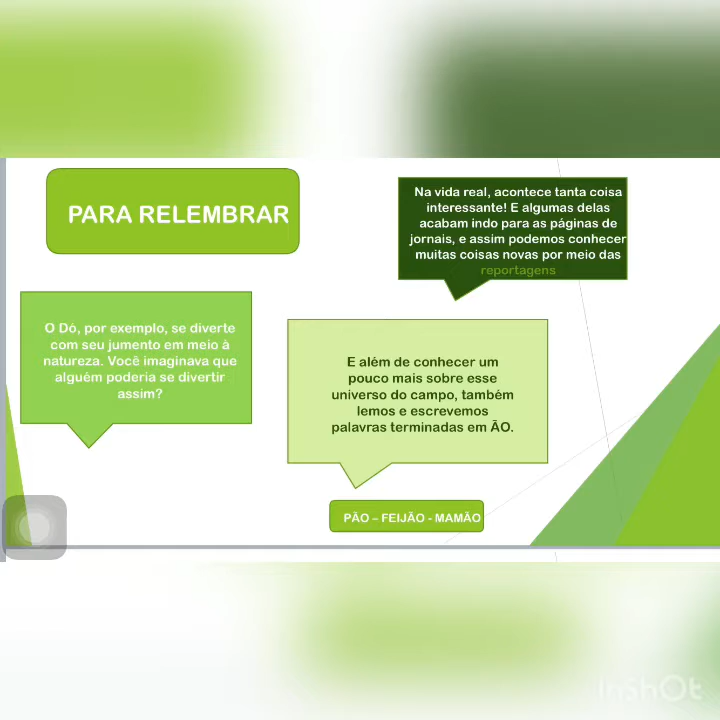 PARA RELEMBRAR
Na vida real, acontece tanta coisa
interessante! E algumas delas
acabam indo para as páginas de
jornais, e assim podemos conhecer
muitas coisas novas por meio das
reportagens
O Dó, por exemplo, se diverte
com seu jumento em meio à
natureza. Você imaginava que
alguém poderia se divertir
assim?
E além de conhecer um
pouco mais sobre esse
universo do campo, também
lemos e escrevemos
palavras terminadas em ÃO.
PÃO – FEIJÃO - MAMÃO
InShOt